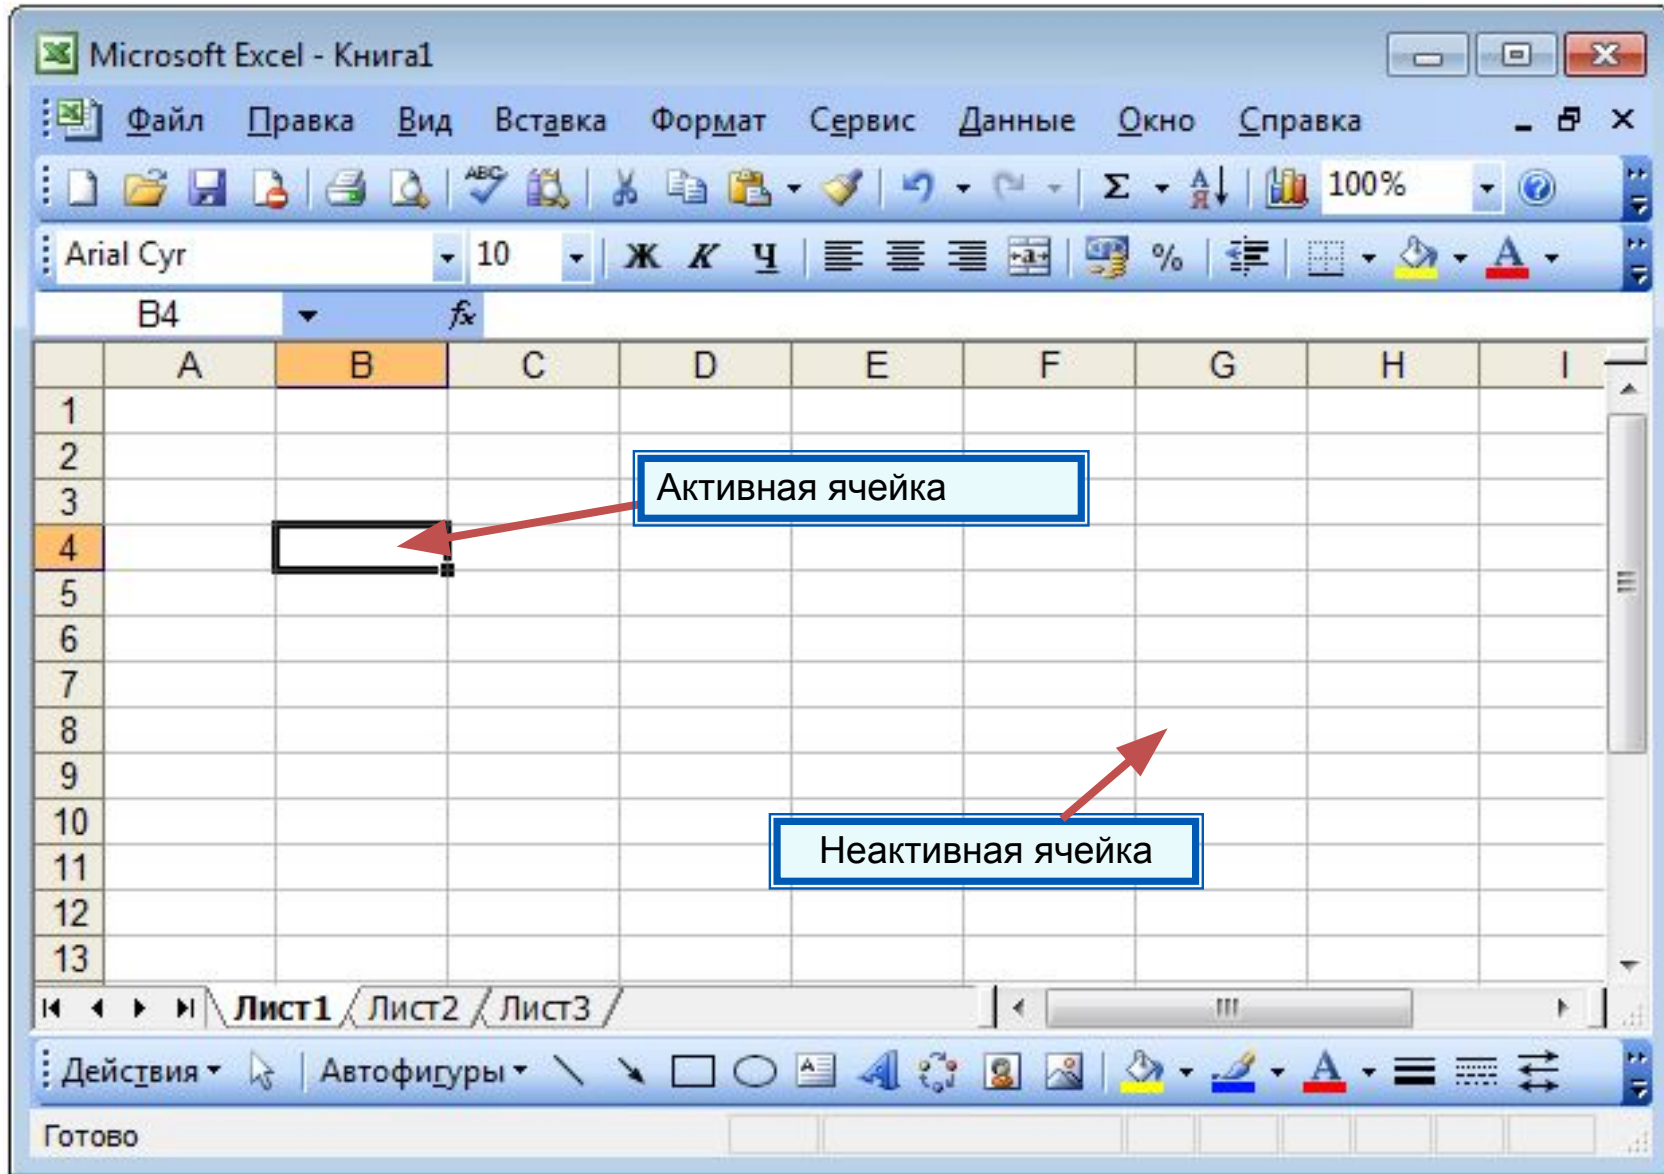 Microsoft Excel - Книга1
Файл Правка Вид Вставка Формат Сервис Данные Окно Справка
ABC Σ А Я 100%
Arial Cyr 10 Ж К Ч a % A
B4 fx
A B C D E F G H I
1
2
Активная ячейка
3
4
5
6
7
8
9
10
Неактивная ячейка
11
12
13
Лист1 Лист2 Лист3
Действия Автофигуры A A A
Готово